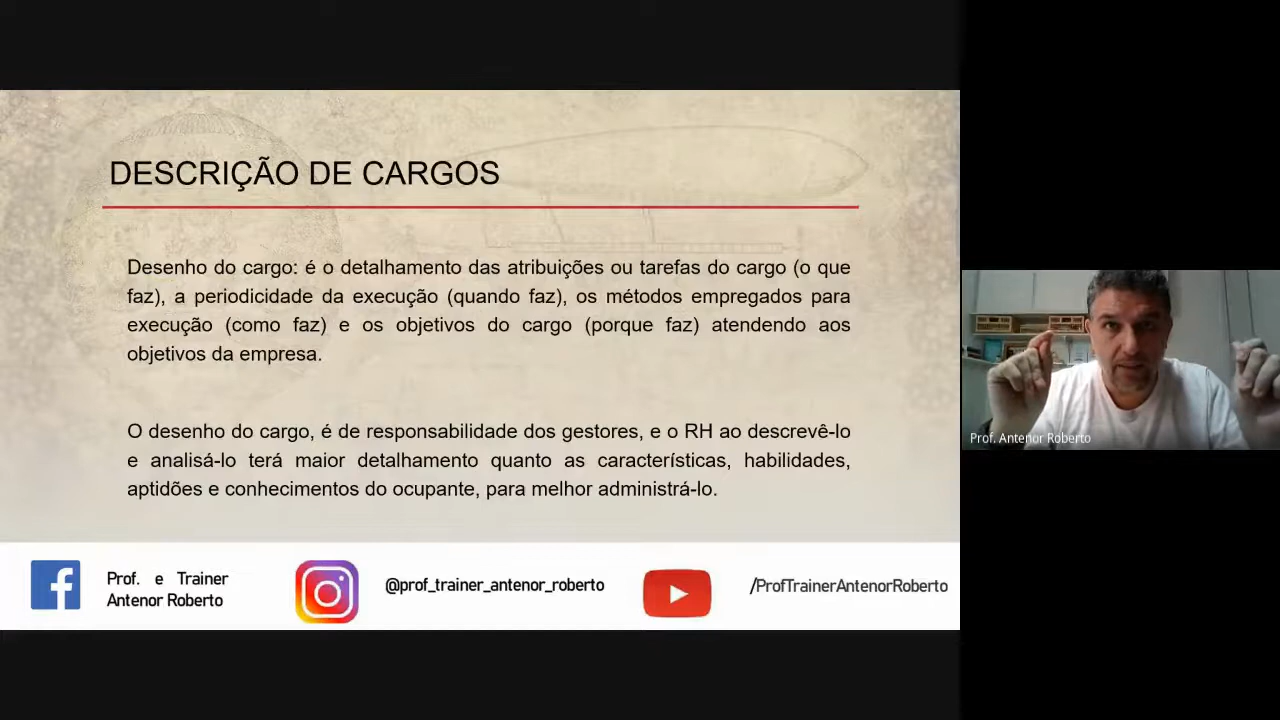 DESCRIÇÃO DE CARGOS
Desenho do cargo: é o detalhamento das atribuições ou tarefas do cargo (o que
faz), a periodicidade da execução (quando faz), os métodos empregados para
execução (como faz) e os objetivos do cargo (porque faz) atendendo aos
objetivos da empresa.
O desenho do cargo, é de responsabilidade dos gestores, e o RH ao descrevê-lo
e analisá-lo terá maior detalhamento quanto as características, habilidades,
aptidões e conhecimentos do ocupante, para melhor administrá-lo.
Prof. Antenor Roberto
Prof. e Trainer
Antenor Roberto
@prof_trainer_antenor_roberto
/ProfTrainerAntenorRoberto